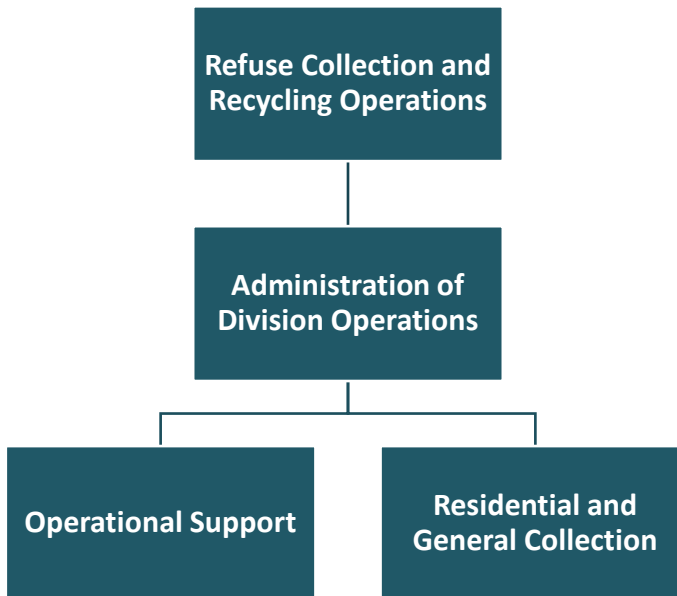 Refuse Collection and
Recycling Operations
Administration of
Division Operations
Operational Support
Residential and
General Collection